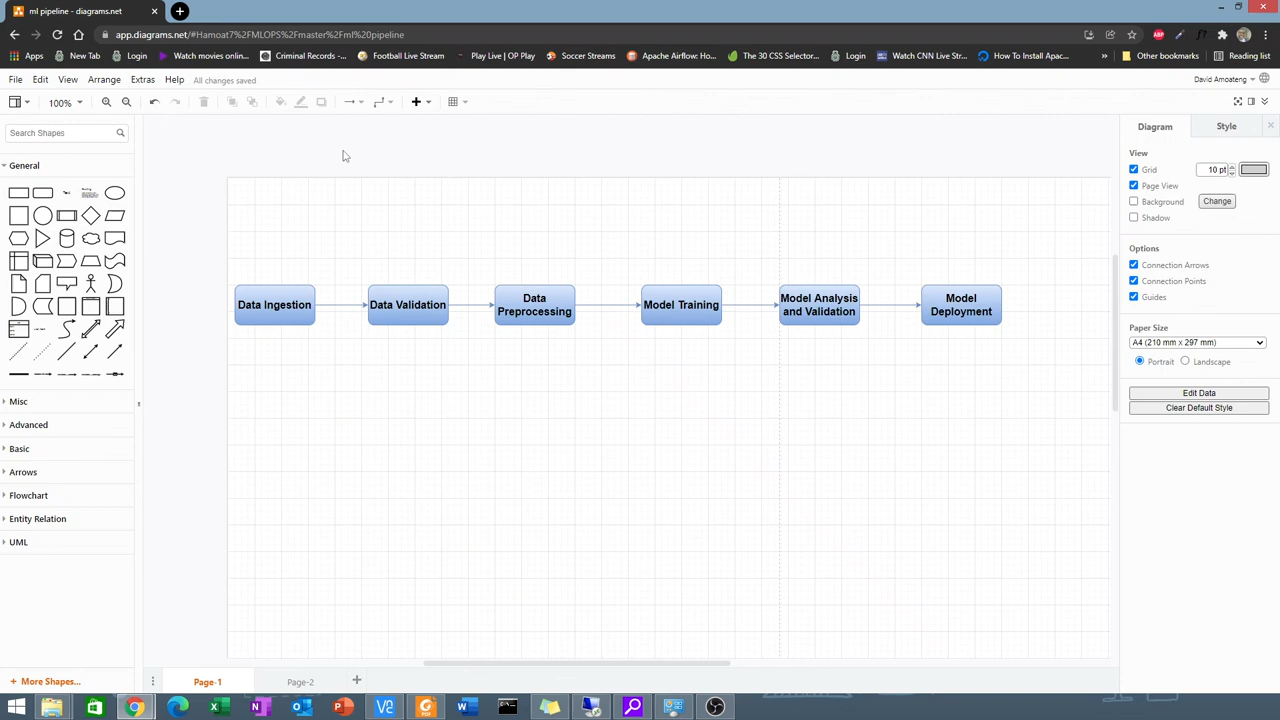 ml pipeline - diagrams.net
app.diagrams.net/#Hamoat7%2FMLOPS%2Fmaster%2Fml%20pipeline
Apps New Tab Login Watch movies onlin... Criminal Records -... Football Live Stream Play Live | OP Play Soccer Streams Apache Airflow: Ho... The 30 CSS Selector... Login Watch CNN Live Str... How To Install Apac... » Other bookmarks Reading list
File Edit View Arrange Extras Help All changes saved
David Amoateng
100%
Search Shapes
General
Misc
Advanced
Basic
Arrows
Flowchart
Entity Relation
UML
+ More Shapes...
Data Ingestion
Data Validation
Data
Preprocessing
Model Training
Model Analysis
and Validation
Model
Deployment
Page-1
Page-2
Diagram Style
View
Grid 10 pt
Page View
Background Change
Shadow
Options
Connection Arrows
Connection Points
Guides
Paper Size
A4 (210 mm x 297 mm)
Portrait Landscape
Edit Data
Clear Default Style